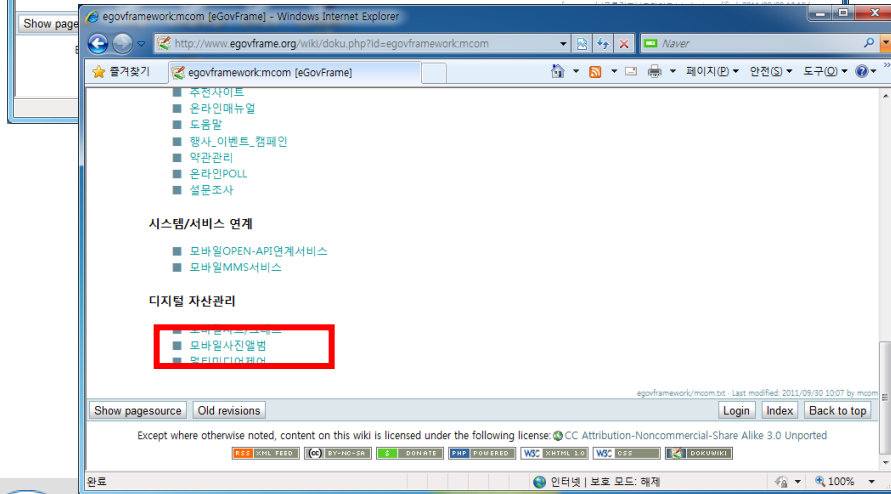 Show page
egovframework:mcom [eGovFrame] - Windows Internet Explorer
http://www.egovframe.org/wiki/doku.php?id=egovframework:mcom
Naver
즐겨찾기
egovframework:mcom [eGovFrame]
페이지(P)
안전(S)
도구(O)
추천사이트
온라인매뉴얼
도움말
행사_이벤트_캠페인
약관관리
온라인POLL
설문조사
시스템/서비스 연계
모바일OPEN-API연계서비스
모바일MMS서비스
디지털 자산관리
모바일사진앨범
멀티미디어제어
egovframework/mcom.txt · Last modified: 2011/09/30 10:07 by mcom
Show pagesource
Old revisions
Login
Index
Back to top
Except where otherwise noted, content on this wiki is licensed under the following license: CC Attribution-Noncommercial-Share Alike 3.0 Unported
RSS XML FEED
(cc) BY-NC-SA
$ DONATE
PHP POWERED
W3C XHTML 1.0
W3C CSS
DOKUWIKI
완료
인터넷 | 보호 모드: 해제
100%